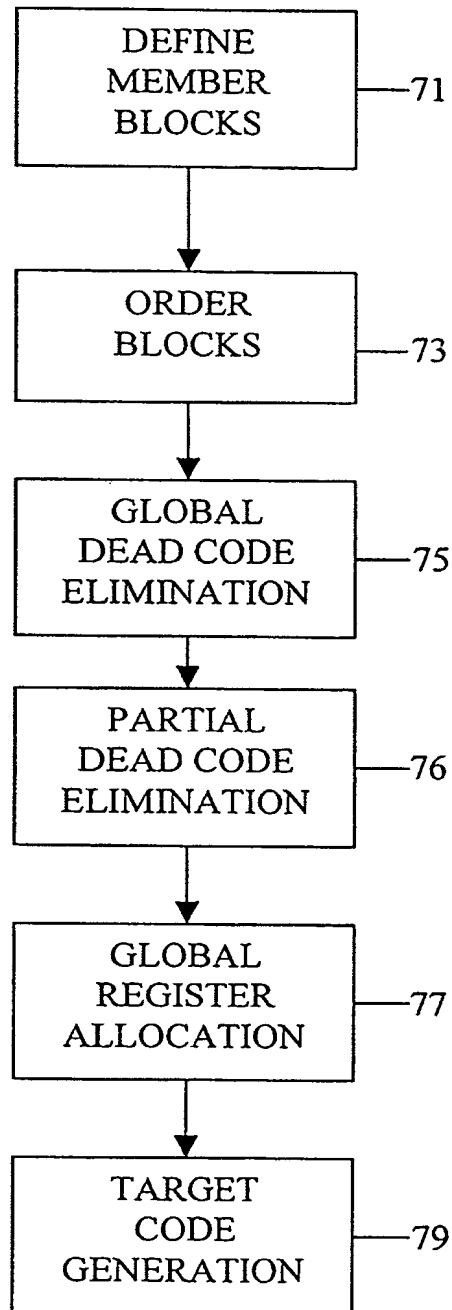 DEFINE
MEMBER
BLOCKS
71
ORDER
BLOCKS
73
GLOBAL
DEAD CODE
ELIMINATION
75
PARTIAL
DEAD CODE
ELIMINATION
76
GLOBAL
REGISTER
ALLOCATION
77
TARGET
CODE
GENERATION
79